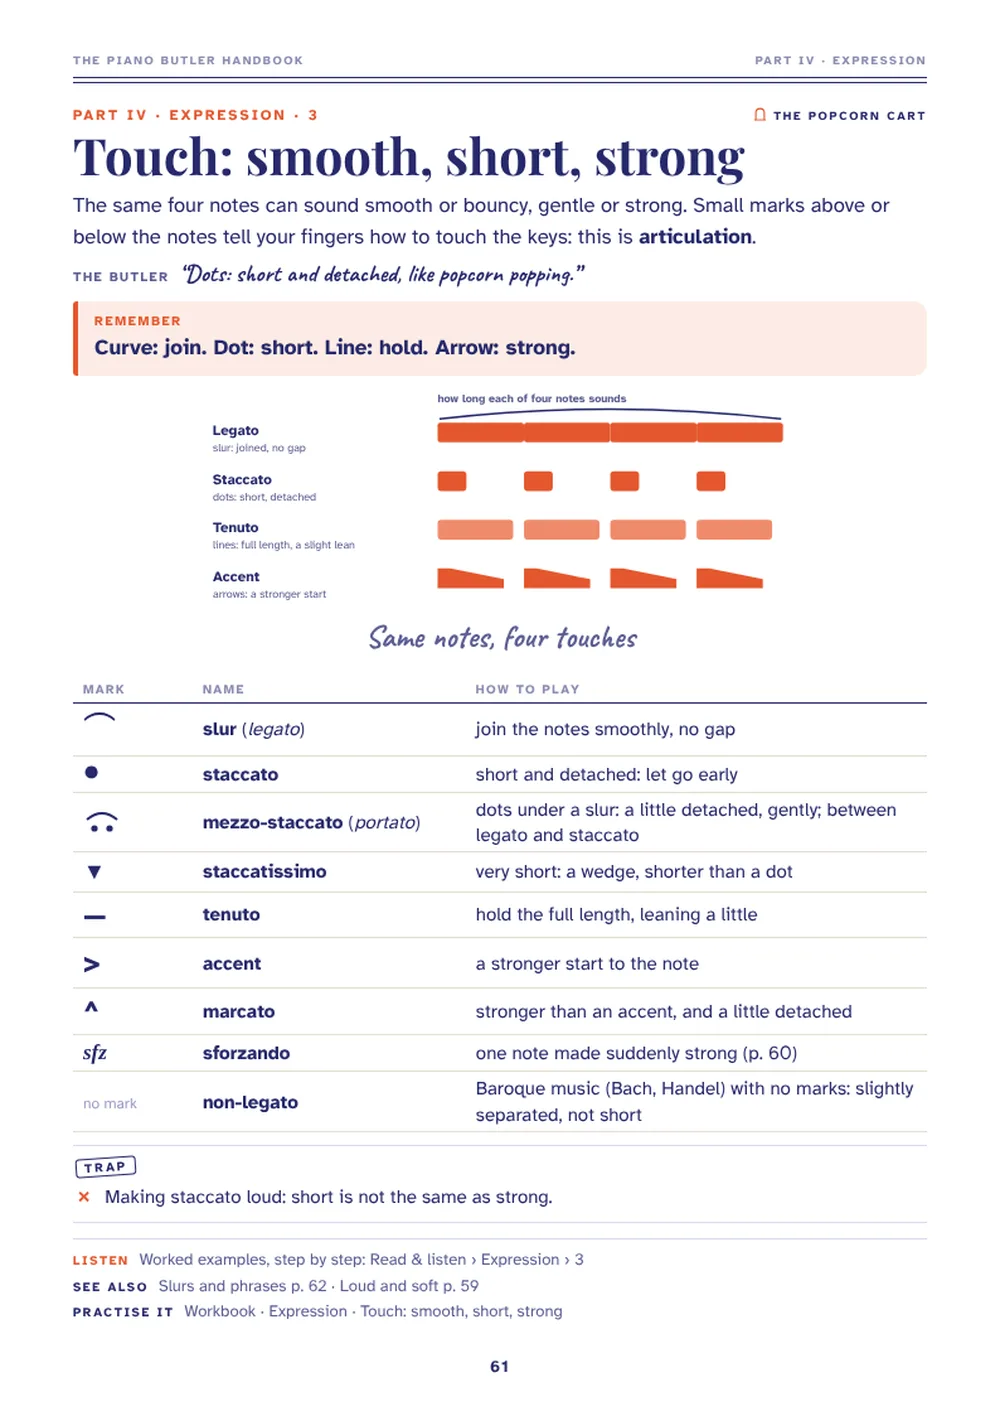 THE PIANO BUTLER HANDBOOK
PART IV · EXPRESSION
PART IV · EXPRESSION · 3
THE POPCORN CART
Touch: smooth, short, strong
The same four notes can sound smooth or bouncy, gentle or strong. Small marks above or
below the notes tell your fingers how to touch the keys: this is articulation.
THE BUTLER “Dots: short and detached, like popcorn popping.”
REMEMBER
Curve: join. Dot: short. Line: hold. Arrow: strong.
how long each of four notes sounds
Legato
slur: joined, no gap
Staccato
dots: short, detached
Tenuto
lines: full length, a slight lean
Accent
arrows: a stronger start
Same notes, four touches
MARK NAME HOW TO PLAY
slur (legato) join the notes smoothly, no gap
staccato short and detached: let go early
mezzo-staccato (portato) dots under a slur: a little detached, gently; between
legato and staccato
staccatissimo very short: a wedge, shorter than a dot
tenuto hold the full length, leaning a little
> accent a stronger start to the note
^ marcato stronger than an accent, and a little detached
sfz sforzando one note made suddenly strong (p. 60)
no mark non-legato Baroque music (Bach, Handel) with no marks: slightly
separated, not short
TRAP
× Making staccato loud: short is not the same as strong.
LISTEN Worked examples, step by step: Read & listen › Expression › 3
SEE ALSO Slurs and phrases p. 62 · Loud and soft p. 59
PRACTISE IT Workbook · Expression · Touch: smooth, short, strong
61